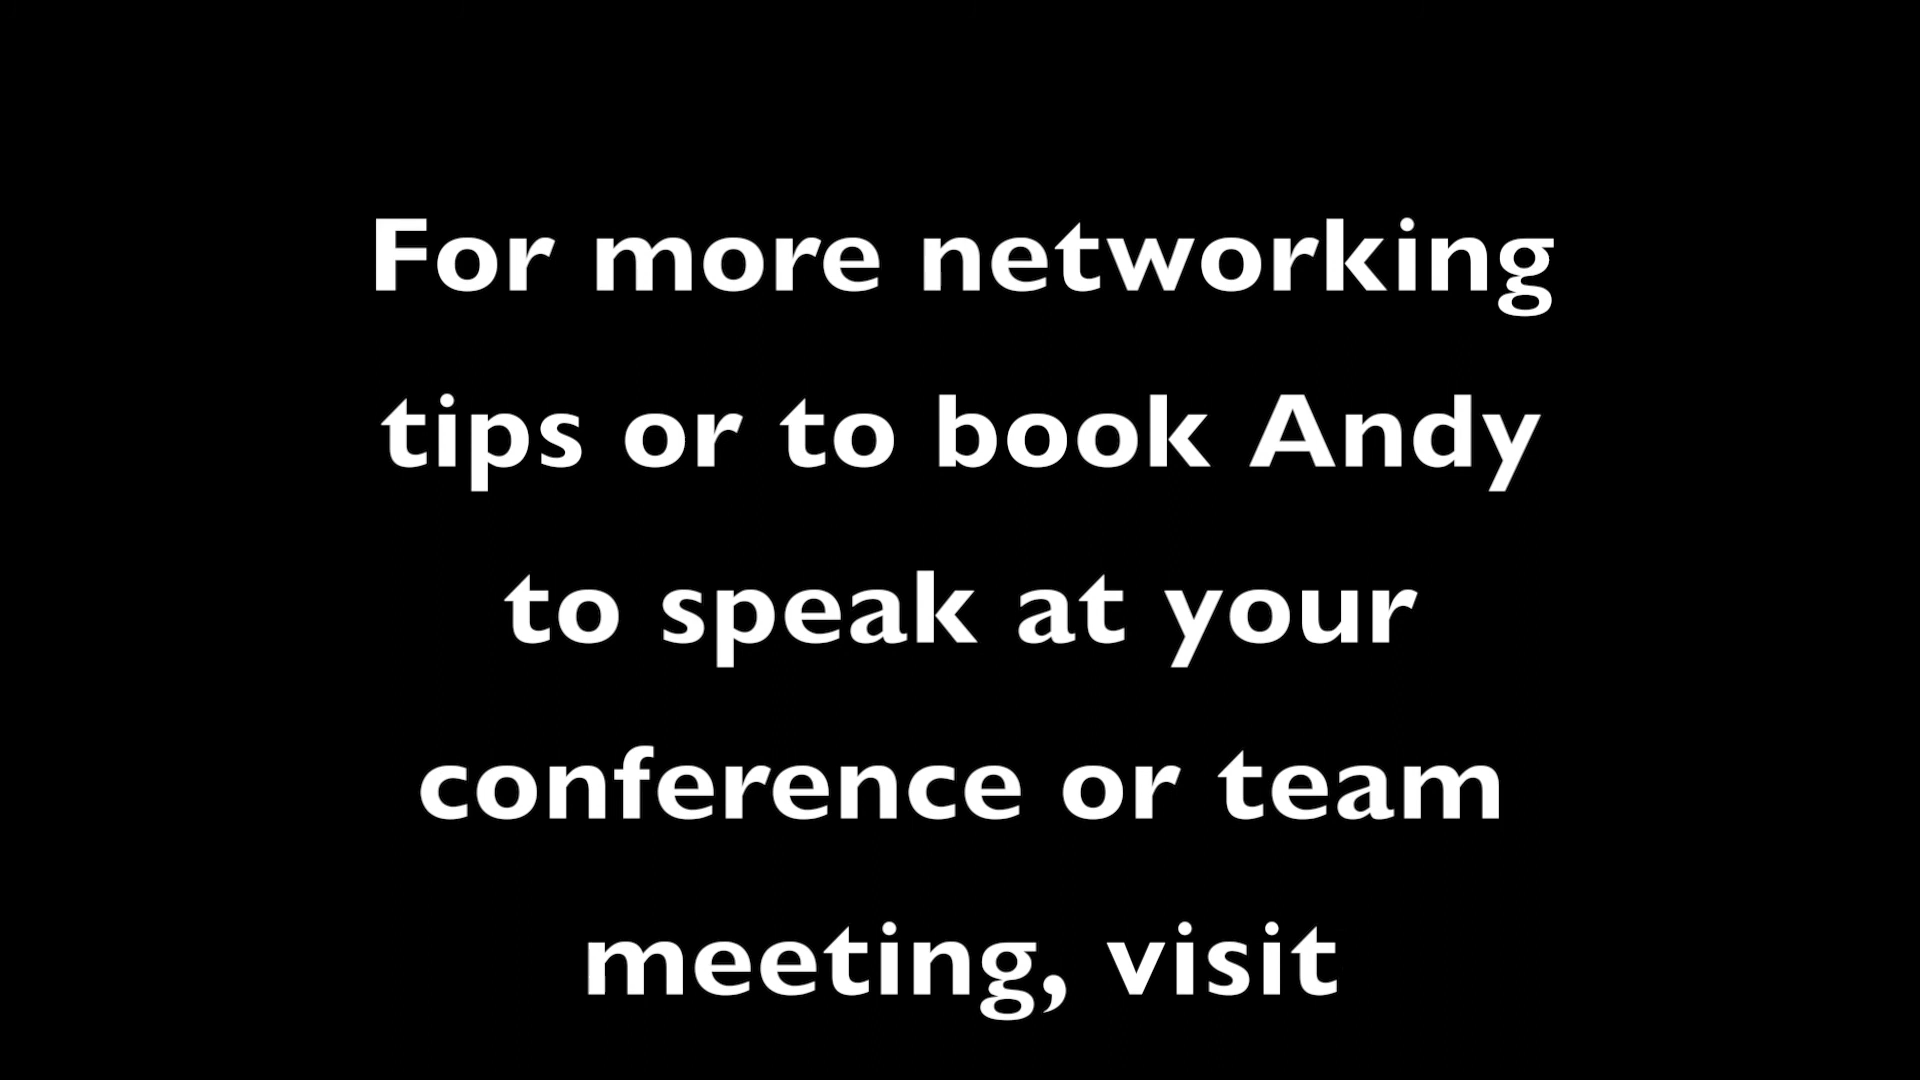 For more networking
tips or to book Andy
to speak at your
conference or team
meeting, visit